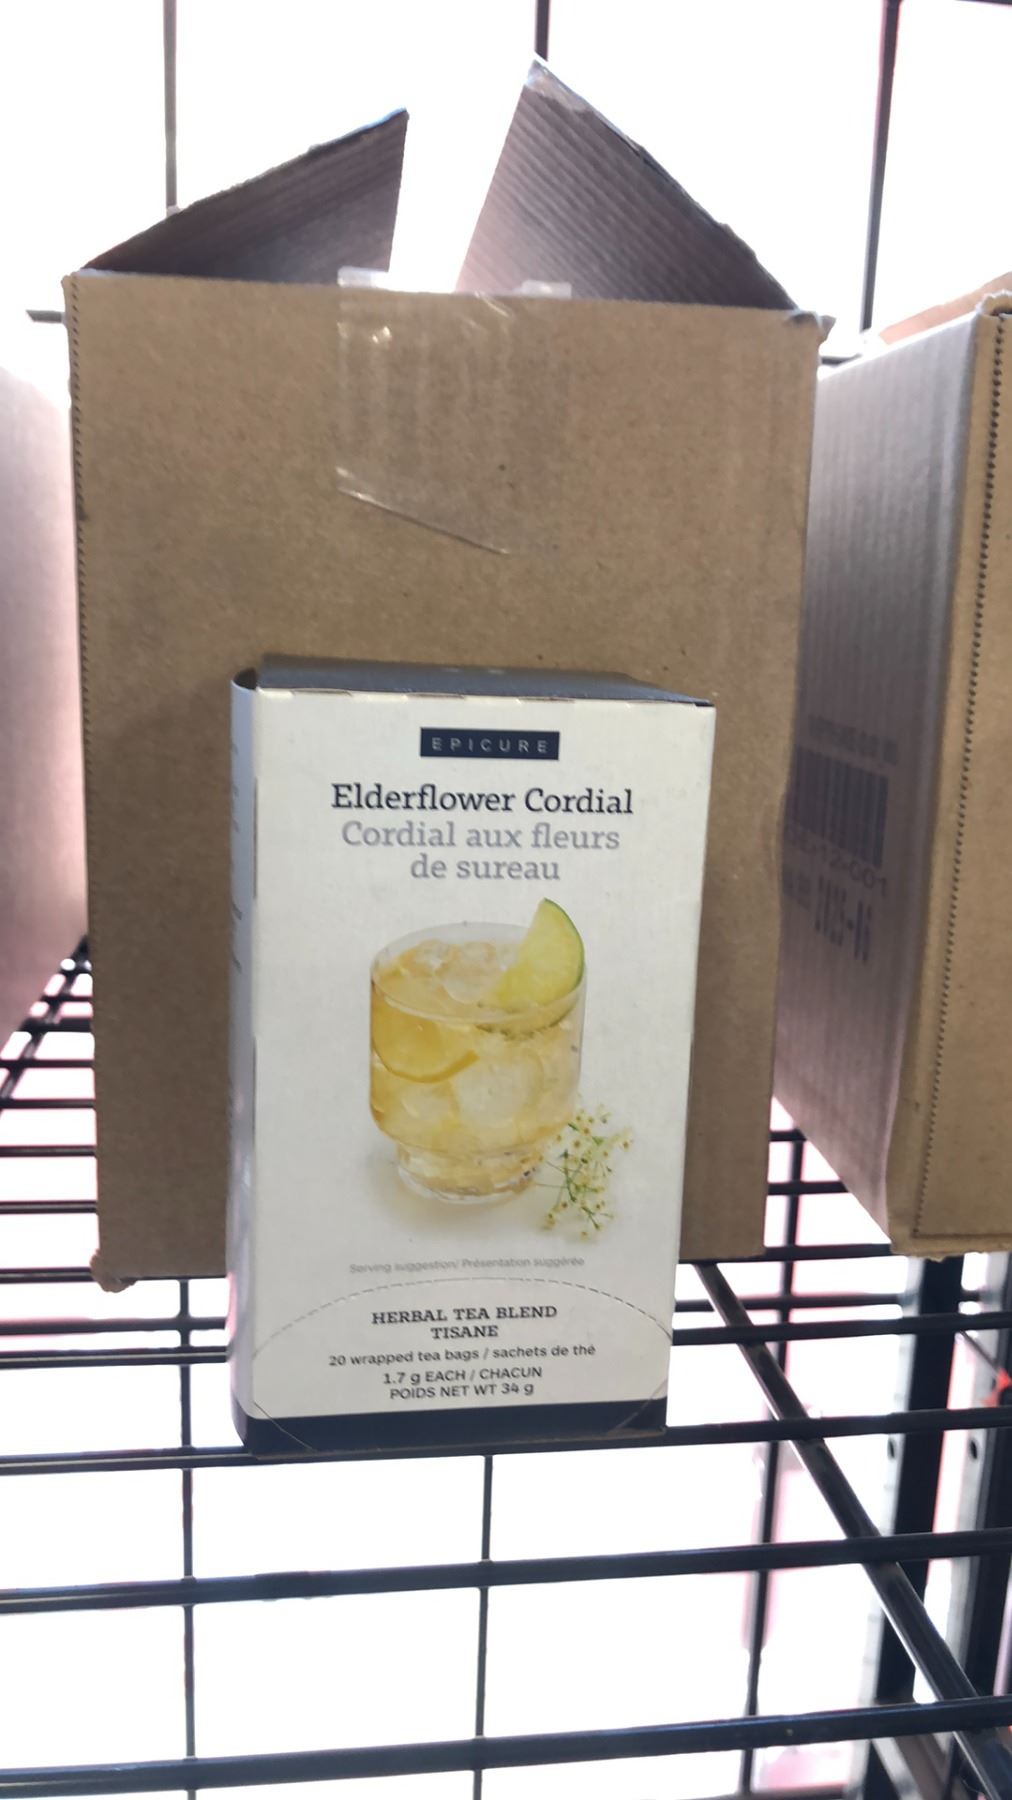 EPICURE
Elderflower Cordial
Cordial aux fleurs
de sureau
Serving suggestion/ Présentation suggérée
HERBAL TEA BLEND
TISANE
20 wrapped tea bags / sachets de thé
1.7 g EACH / CHACUN
POIDS NET WT 34 g